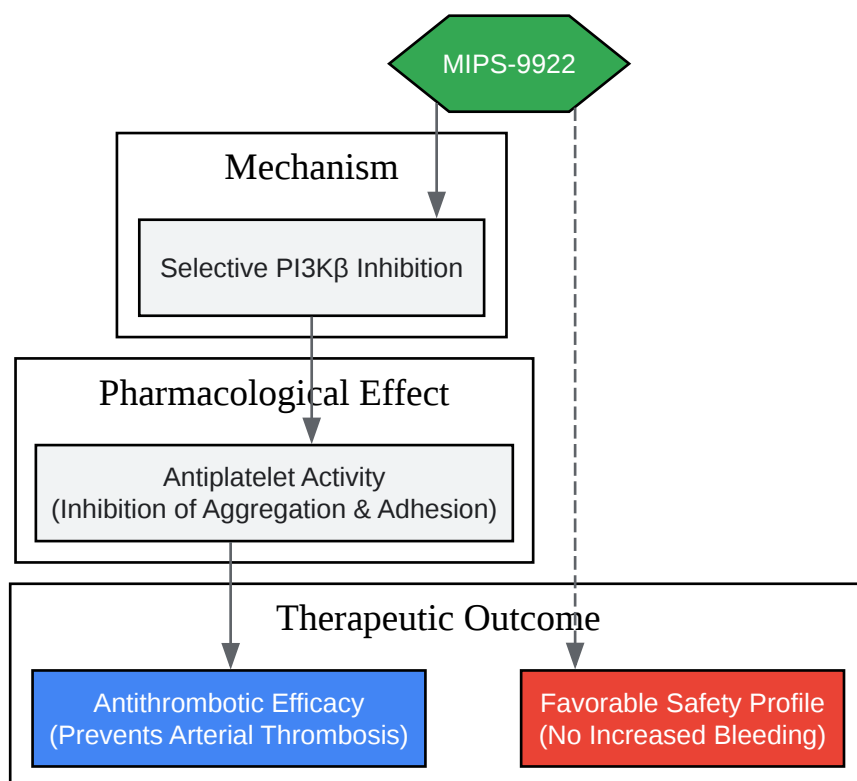 MIPS-9922
Mechanism
Selective PI3Kβ Inhibition
Pharmacological Effect
Antiplatelet Activity
(Inhibition of Aggregation & Adhesion)
Therapeutic Outcome
Antithrombotic Efficacy
(Prevents Arterial Thrombosis)
Favorable Safety Profile
(No Increased Bleeding)